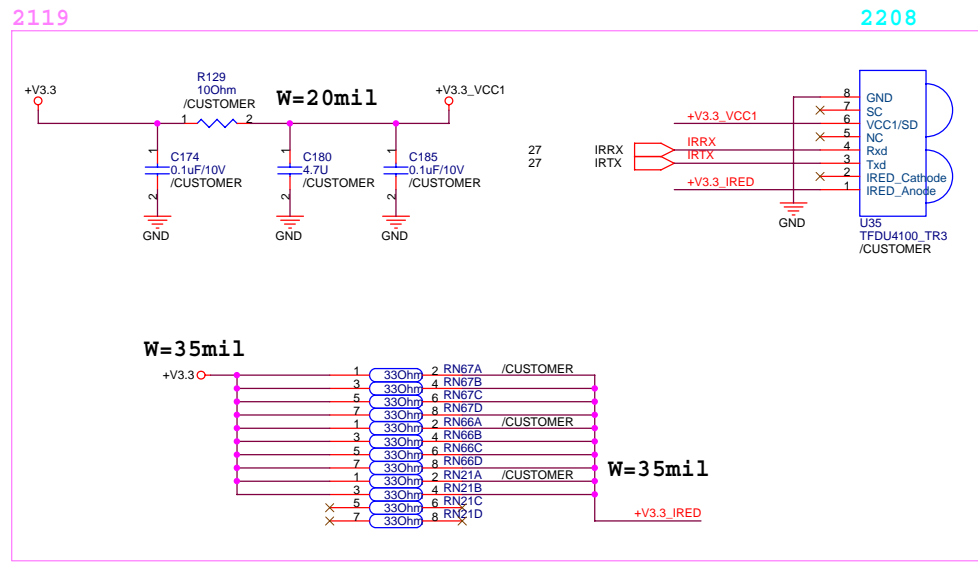 2119
2208
+V3.3
R129
10Ohm
/CUSTOMER
1
2
W=20mil
+V3.3_VCC1
1
C174
0.1uF/10V
/CUSTOMER
2
GND
1
C180
4.7U
/CUSTOMER
2
GND
1
C185
0.1uF/10V
/CUSTOMER
2
GND
27 IRRX
27 IRTX
+V3.3_VCC1
IRRX
IRTX
+V3.3_IRED
GND
8 GND
7 SC
6 VCC1/SD
5 NC
4 Rxd
3 Txd
2 IRED_Cathode
1 IRED_Anode
U35
TFDU4100_TR3
/CUSTOMER
W=35mil
+V3.3
1 33Ohm 2 RN67A /CUSTOMER
3 33Ohm 4 RN67B
5 33Ohm 6 RN67C
7 33Ohm 8 RN67D
1 33Ohm 2 RN66A /CUSTOMER
3 33Ohm 4 RN66B
5 33Ohm 6 RN66C
7 33Ohm 8 RN66D
1 33Ohm 2 RN21A /CUSTOMER
3 33Ohm 4 RN21B
5 33Ohm 6 RN21C
7 33Ohm 8 RN21D
W=35mil
+V3.3_IRED